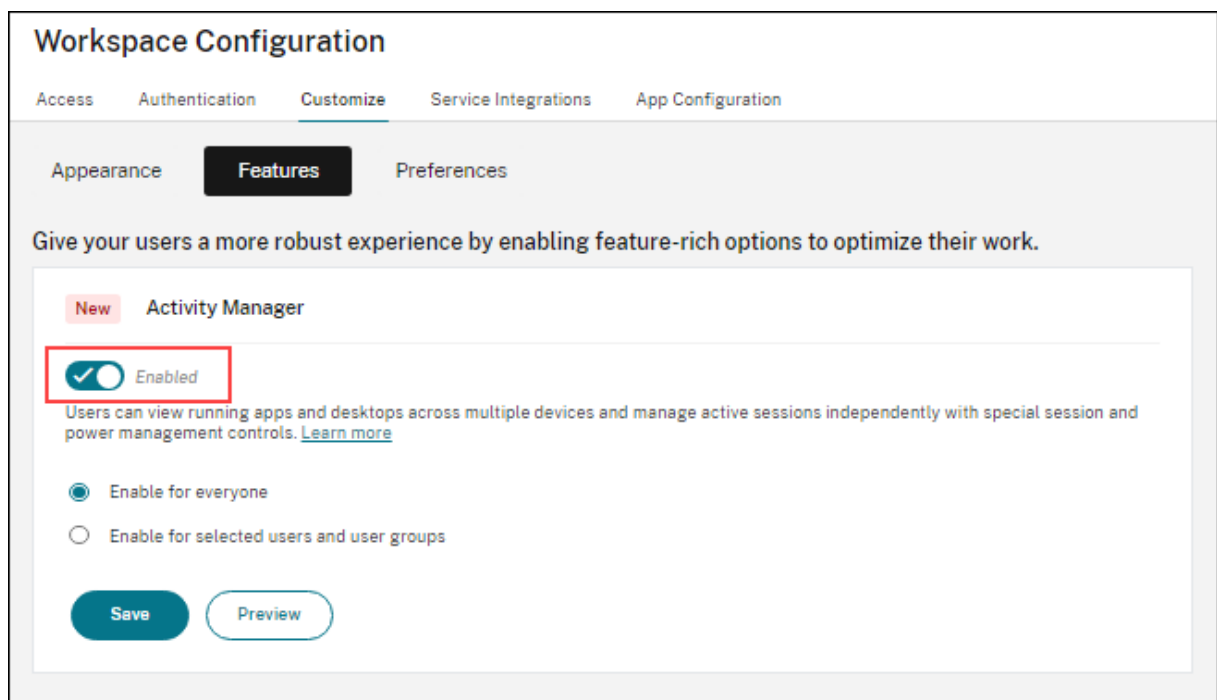 Workspace Configuration
Access Authentication Customize Service Integrations App Configuration
Appearance Features Preferences
Give your users a more robust experience by enabling feature-rich options to optimize their work.
New Activity Manager
Enabled
Users can view running apps and desktops across multiple devices and manage active sessions independently with special session and
power management controls. Learn more
Enable for everyone
Enable for selected users and user groups
Save Preview